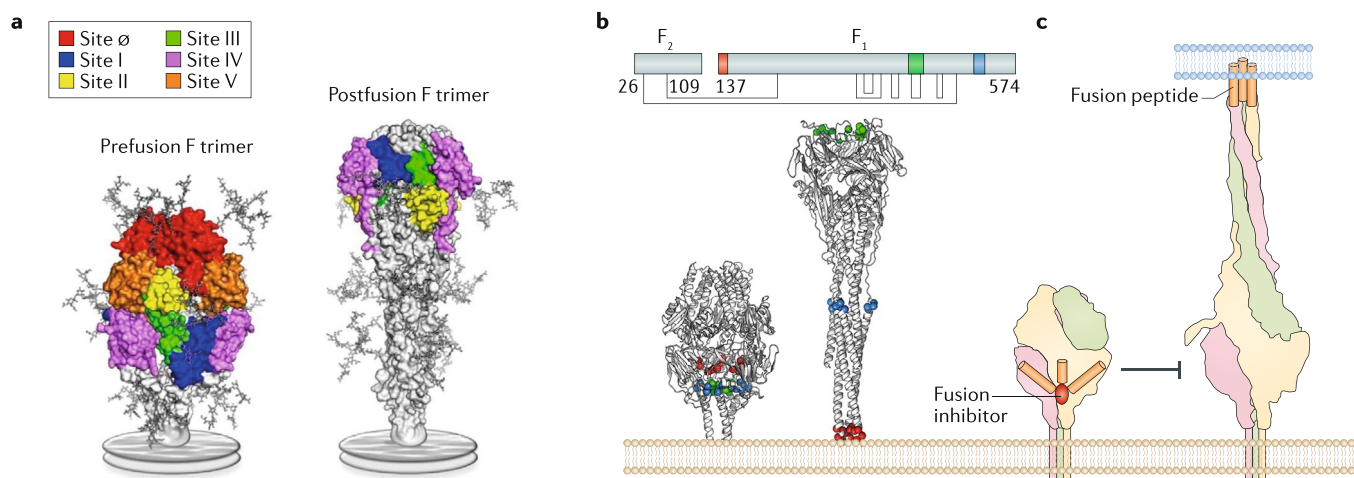 a
Site ø
Site I
Site II
Site III
Site IV
Site V
Prefusion F trimer
Postfusion F trimer
b
F2
F1
26
109
137
574
c
Fusion peptide
Fusion
inhibitor